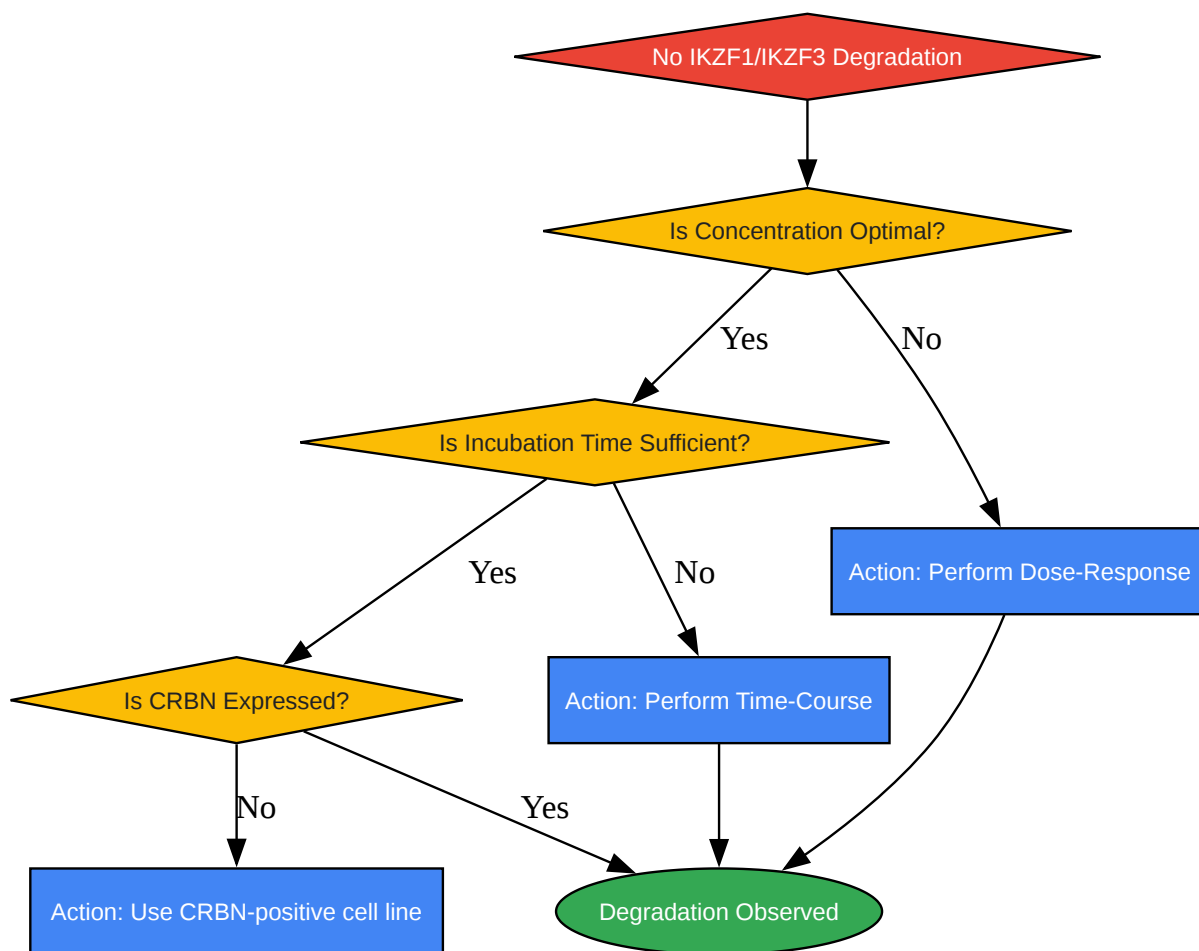 No IKZF1/IKZF3 Degradation
Is Concentration Optimal?
Yes
No
Is Incubation Time Sufficient?
Yes
No
Action: Perform Dose-Response
Is CRBN Expressed?
Action: Perform Time-Course
No
Yes
Action: Use CRBN-positive cell line
Degradation Observed